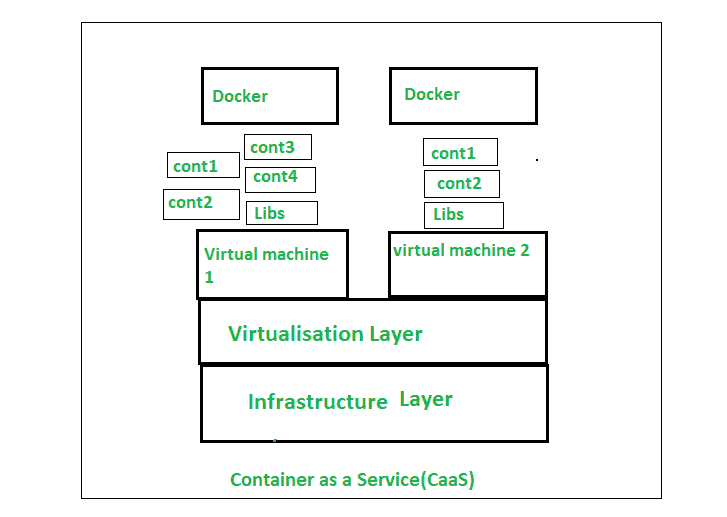 Docker
Docker
cont3
cont1
cont4
cont2
Libs
cont1
cont2
Libs
Virtual machine
1
virtual machine 2
Virtualisation Layer
Infrastructure Layer
Container as a Service(CaaS)